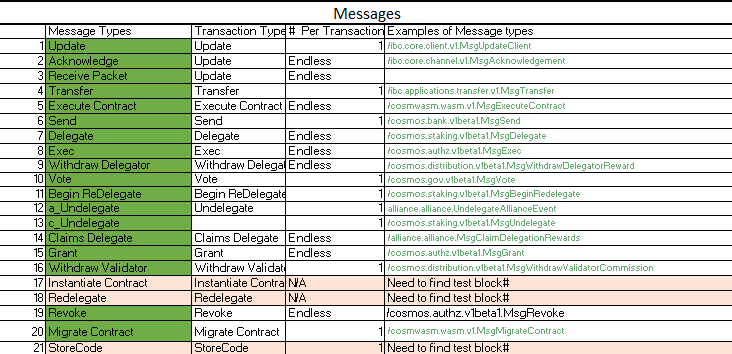 Messages
Message Types Transaction Type # Per Transaction Examples of Message types
1 Update Update 1 /ibc.core.client.v1.MsgUpdateClient
2 Acknowledge Update Endless /ibc.core.channel.v1.MsgAcknowledgement
3 Receive Packet Update Endless
4 Transfer Transfer 1 /ibc.applications.transfer.v1.MsgTransfer
5 Execute Contract Execute Contract Endless /cosmwasm.wasm.v1.MsgExecuteContract
6 Send Send 1 /cosmos.bank.v1beta1.MsgSend
7 Delegate Delegate Endless /cosmos.staking.v1beta1.MsgDelegate
8 Exec Exec Endless /cosmos.authz.v1beta1.MsgExec
9 Withdraw Delegator Withdraw Delegat Endless /cosmos.distribution.v1beta1.MsgWithdrawDelegatorReward
10 Vote Vote 1 /cosmos.gov.v1beta1.MsgVote
11 Begin ReDelegate Begin ReDelegate 1 /cosmos.staking.v1beta1.MsgBeginRedelegate
12 a_Undelegate Undelegate 1 alliance.alliance.UndelegateAllianceEvent
13 c_Undelegate 1 /cosmos.staking.v1beta1.MsgUndelegate
14 Claims Delegate Claims Delegate Endless /alliance.alliance.MsgClaimDelegationRewards
15 Grant Grant Endless /cosmos.authz.v1beta1.MsgGrant
16 Withdraw Validator Withdraw Validat 1 /cosmos.distribution.v1beta1.MsgWithdrawValidatorCommission
17 Instantiate Contract Instantiate Contra N/A Need to find test block#
18 Redelegate Redelegate N/A Need to find test block#
19 Revoke Revoke Endless /cosmos.authz.v1beta1.MsgRevoke
20 Migrate Contract Migrate Contract 1 /cosmwasm.wasm.v1.MsgMigrateContract
21 StoreCode StoreCode 1 Need to find test block#